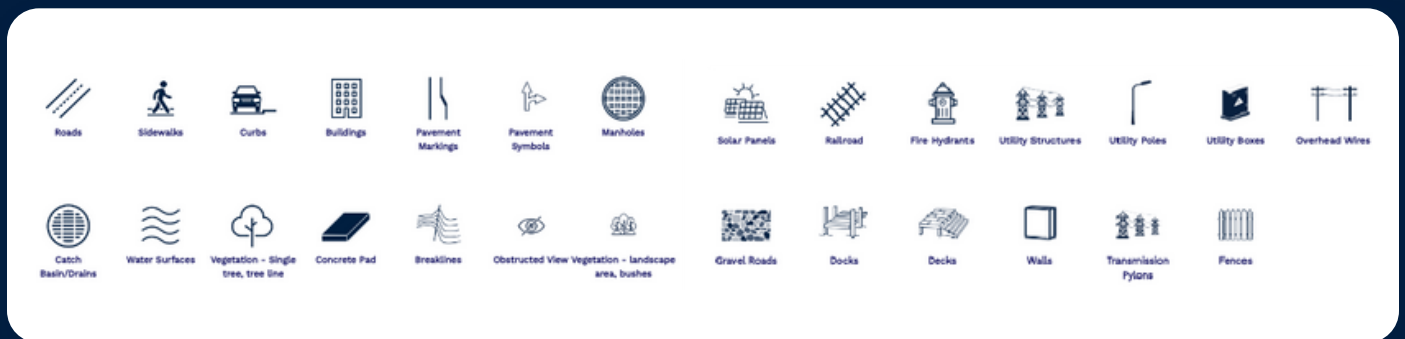 Roads
Sidewalks
Curbs
Buildings
Pavement
Markings
Pavement
Symbols
Manholes
Solar Panels
Railroad
Fire Hydrants
Utility Structures
Utility Poles
Utility Boxes
Overhead Wires
Catch
Basin/Drains
Water Surfaces
Vegetation - Single
tree, tree line
Concrete Pad
Breaklines
Obstructed View
Vegetation - landscape
area, bushes
Gravel Roads
Docks
Decks
Walls
Transmission
Pylons
Fences